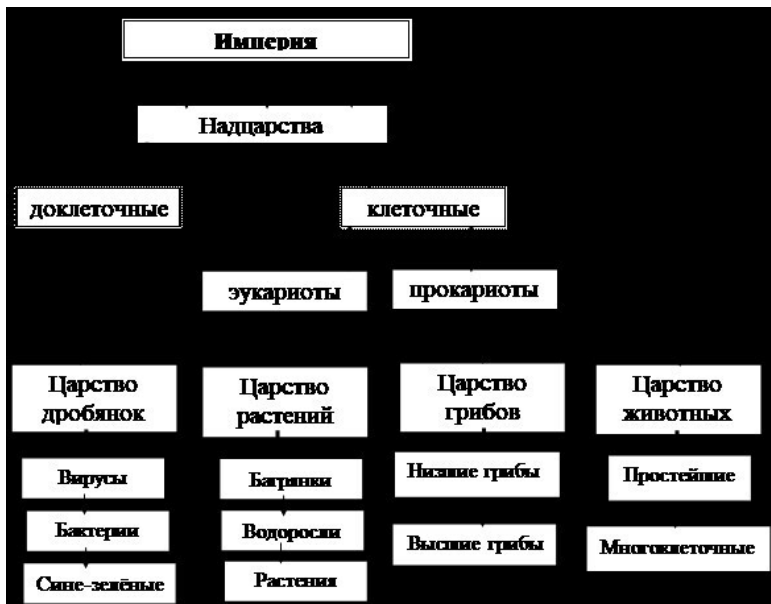 Империя
Надцарства
доклеточные
клеточные
эукариоты
прокариоты
Царство
дробянок
Царство
растений
Царство
грибов
Царство
животных
Вирусы
Бактерии
Сине-зелёные
Багрянки
Водоросли
Растения
Низшие грибы
Высшие грибы
Простейшие
Многоклеточные